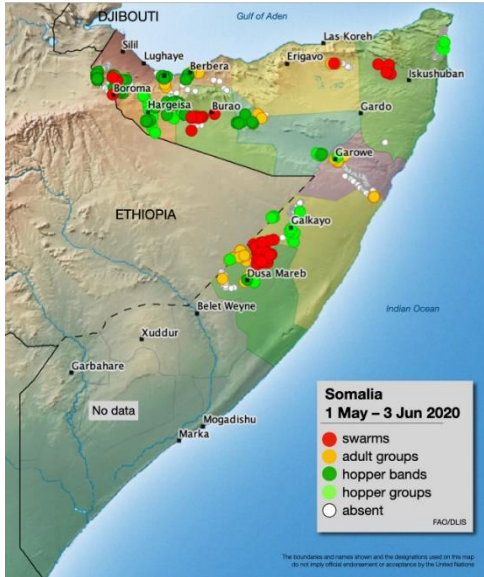 DJIBOUTI
Gulf of Aden
Silil
Lughaye
Las-Koreh
Berbera
Erigavo
Iskushuban
Boroma
Hargeisa
Burao
Gardo
Garowe
ETHIOPIA
Galkayo
Dusa Mareb
Indian Ocean
Belet Weyne
Xuddur
Garbahare
No data
Mogadishu
Marka
Somalia
1 May – 3 Jun 2020
swarms
adult groups
hopper bands
hopper groups
absent
FAO/DLIS
The boundaries and names shown and the designations used on this map
do not imply official endorsement or acceptance by the United Nations